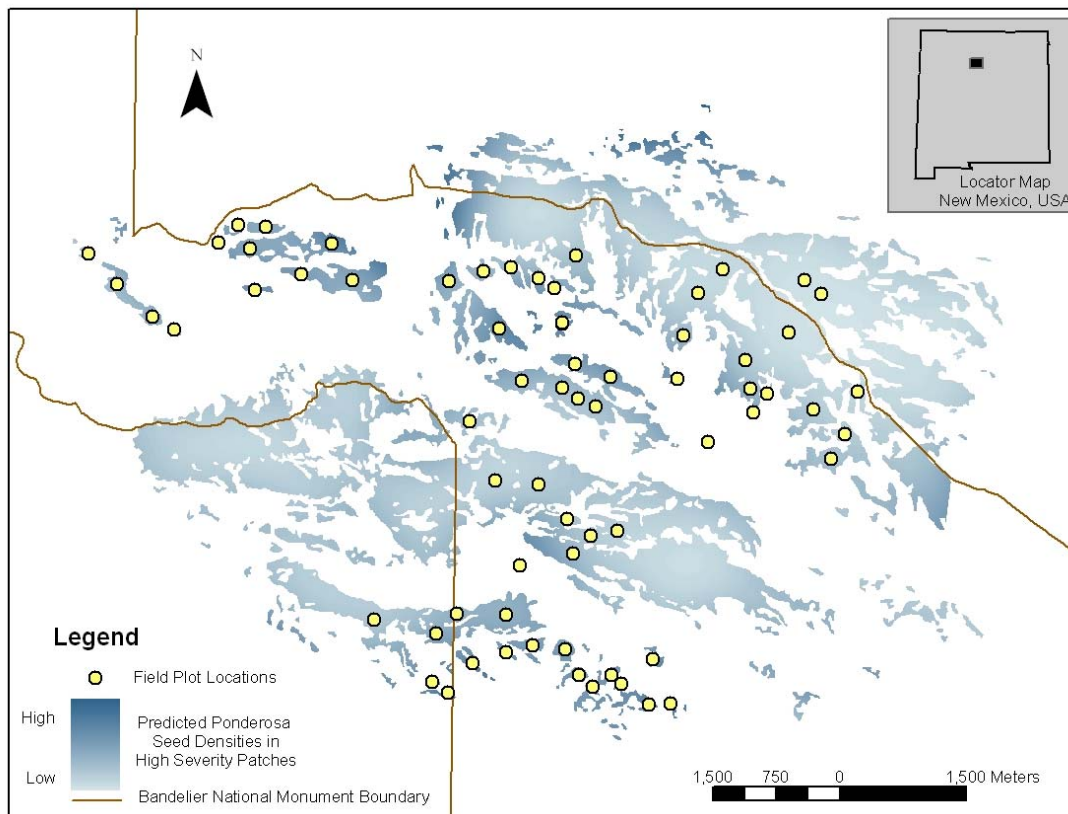 N
Locator Map
New Mexico, USA
Legend
Field Plot Locations
High
Low
Predicted Ponderosa
Seed Densities in
High Severity Patches
Bandelier National Monument Boundary
1,500 750 0 1,500 Meters